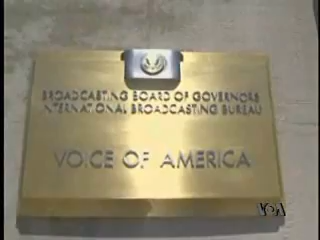 BROADCASTING BOARD OF GOVERNORS
INTERNATIONAL BROADCASTING BUREAU
VOICE OF AMERICA
VOA